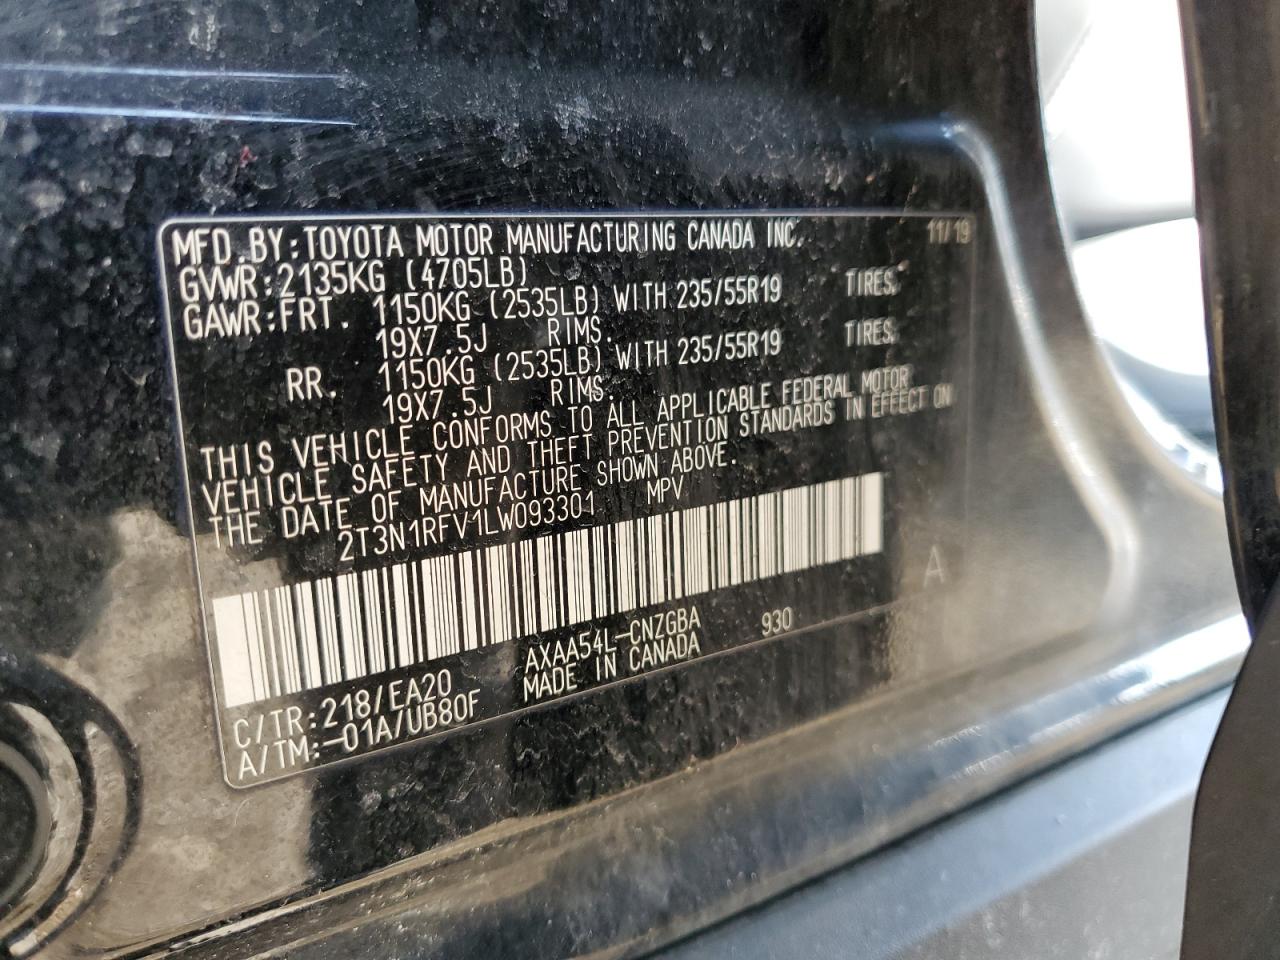 MFD.BY:TOYOTA MOTOR MANUFACTURING CANADA INC. 11/19
GVWR:2135KG (4705LB)
GAWR:FRT. 1150KG (2535LB) WITH 235/55R19 TIRES.
19X7.5J RIMS.
RR. 1150KG (2535LB) WITH 235/55R19 TIRES.
19X7.5J RIMS.
THIS VEHICLE CONFORMS TO ALL APPLICABLE FEDERAL MOTOR
VEHICLE SAFETY AND THEFT PREVENTION STANDARDS IN EFFECT ON
THE DATE OF MANUFACTURE SHOWN ABOVE.
2T3N1RFV1LW093301 MPV
A
C/TR:218/EA20 AXAA54L-CNZGBA 930
A/TM:-01A/UB80F MADE IN CANADA